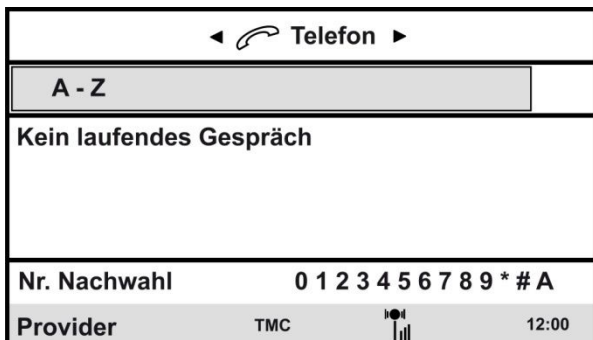 Telefon
A - Z
Kein laufendes Gespräch
Nr. Nachwahl 0 1 2 3 4 5 6 7 8 9 * # A
Provider TMC 12:00